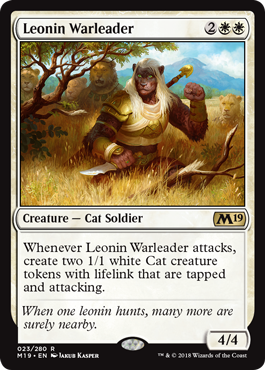 Leonin Warleader 2
Creature — Cat Soldier M19
Whenever Leonin Warleader attacks,
create two 1/1 white Cat creature
tokens with lifelink that are tapped
and attacking.
When one leonin hunts, many more are
surely nearby.
4/4
023/280 R
M19 • EN Jakub Kasper ™ & © 2018 Wizards of the Coast